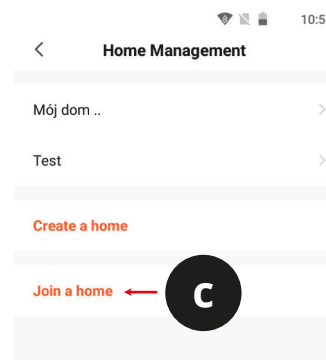 10:5
Home Management
Mój dom ..
Test
Create a home
Join a home
C